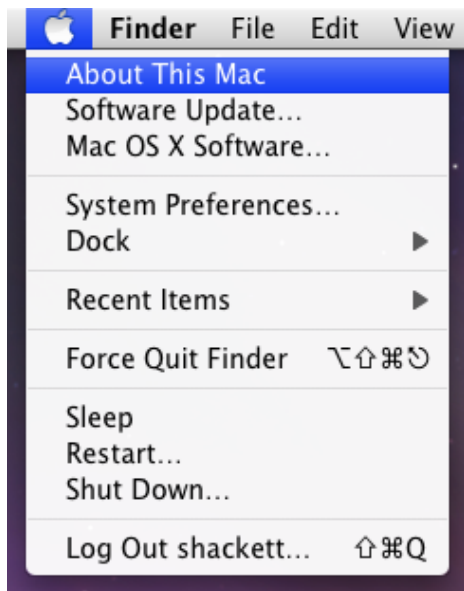 Finder File Edit View
About This Mac
Software Update...
Mac OS X Software...
System Preferences...
Dock ▶
Recent Items ▶
Force Quit Finder ⌥⇧⌘⎋
Sleep
Restart...
Shut Down...
Log Out shackett... ⇧⌘Q